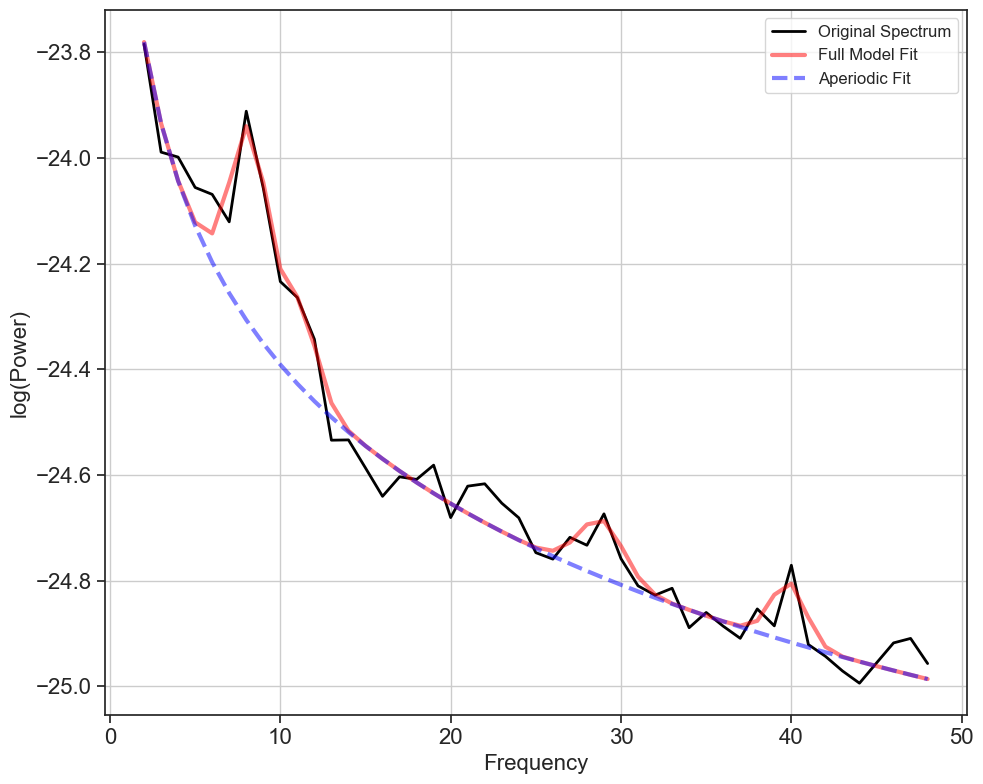 Original Spectrum
Full Model Fit
Aperiodic Fit
−23.8
−24.0
−24.2
−24.4
−24.6
−24.8
−25.0
log(Power)
0 10 20 30 40 50
Frequency